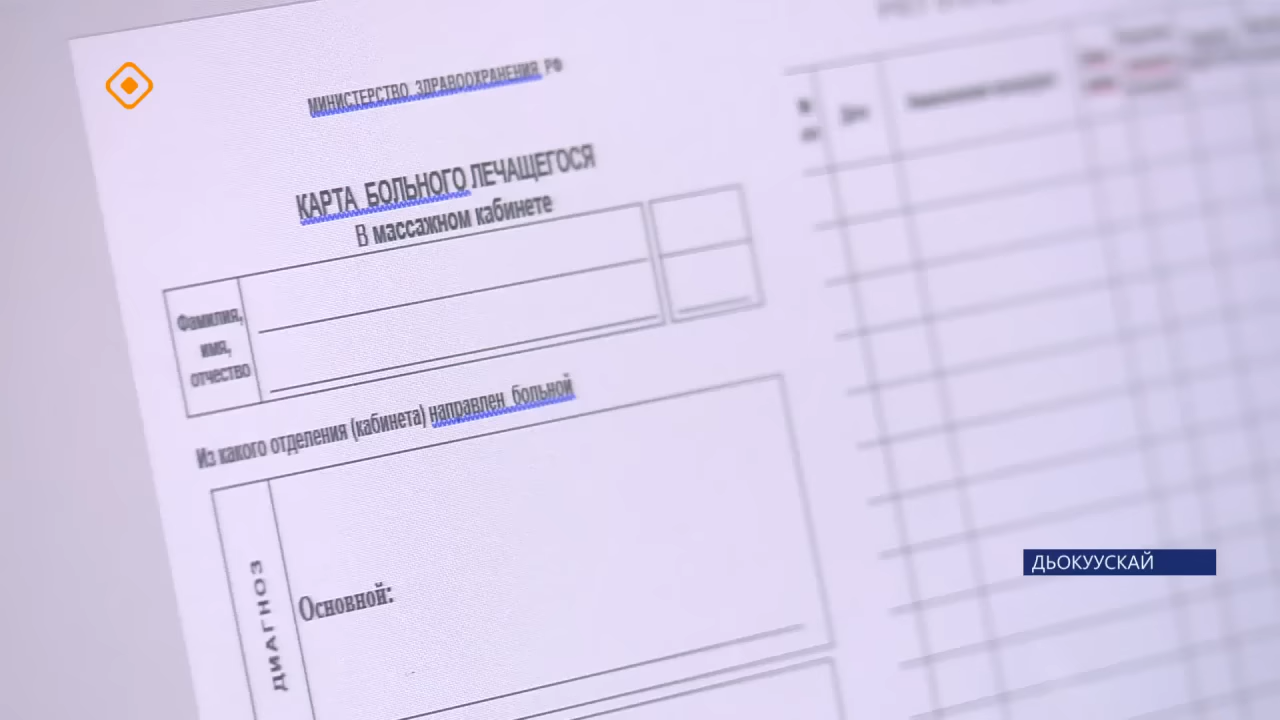 МИНИСТЕРСТВО ЗДРАВООХРАНЕНИЯ РФ
КАРТА БОЛЬНОГО ЛЕЧАЩЕГОСЯ
В массажном кабинете
Фамилия,
имя,
отчество
Из какого отделения (кабинета) направлен больной
ДИАГНОЗ
Основной:
ДЬОКУУСКАЙ